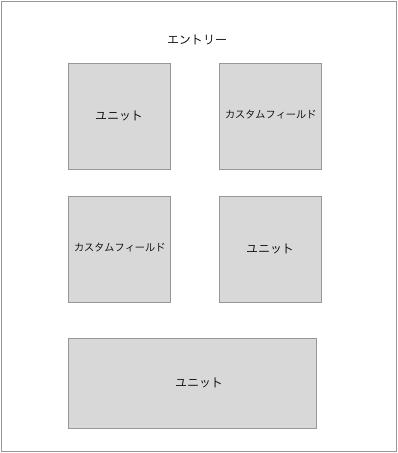 エントリー
ユニット
カスタムフィールド
カスタムフィールド
ユニット
ユニット